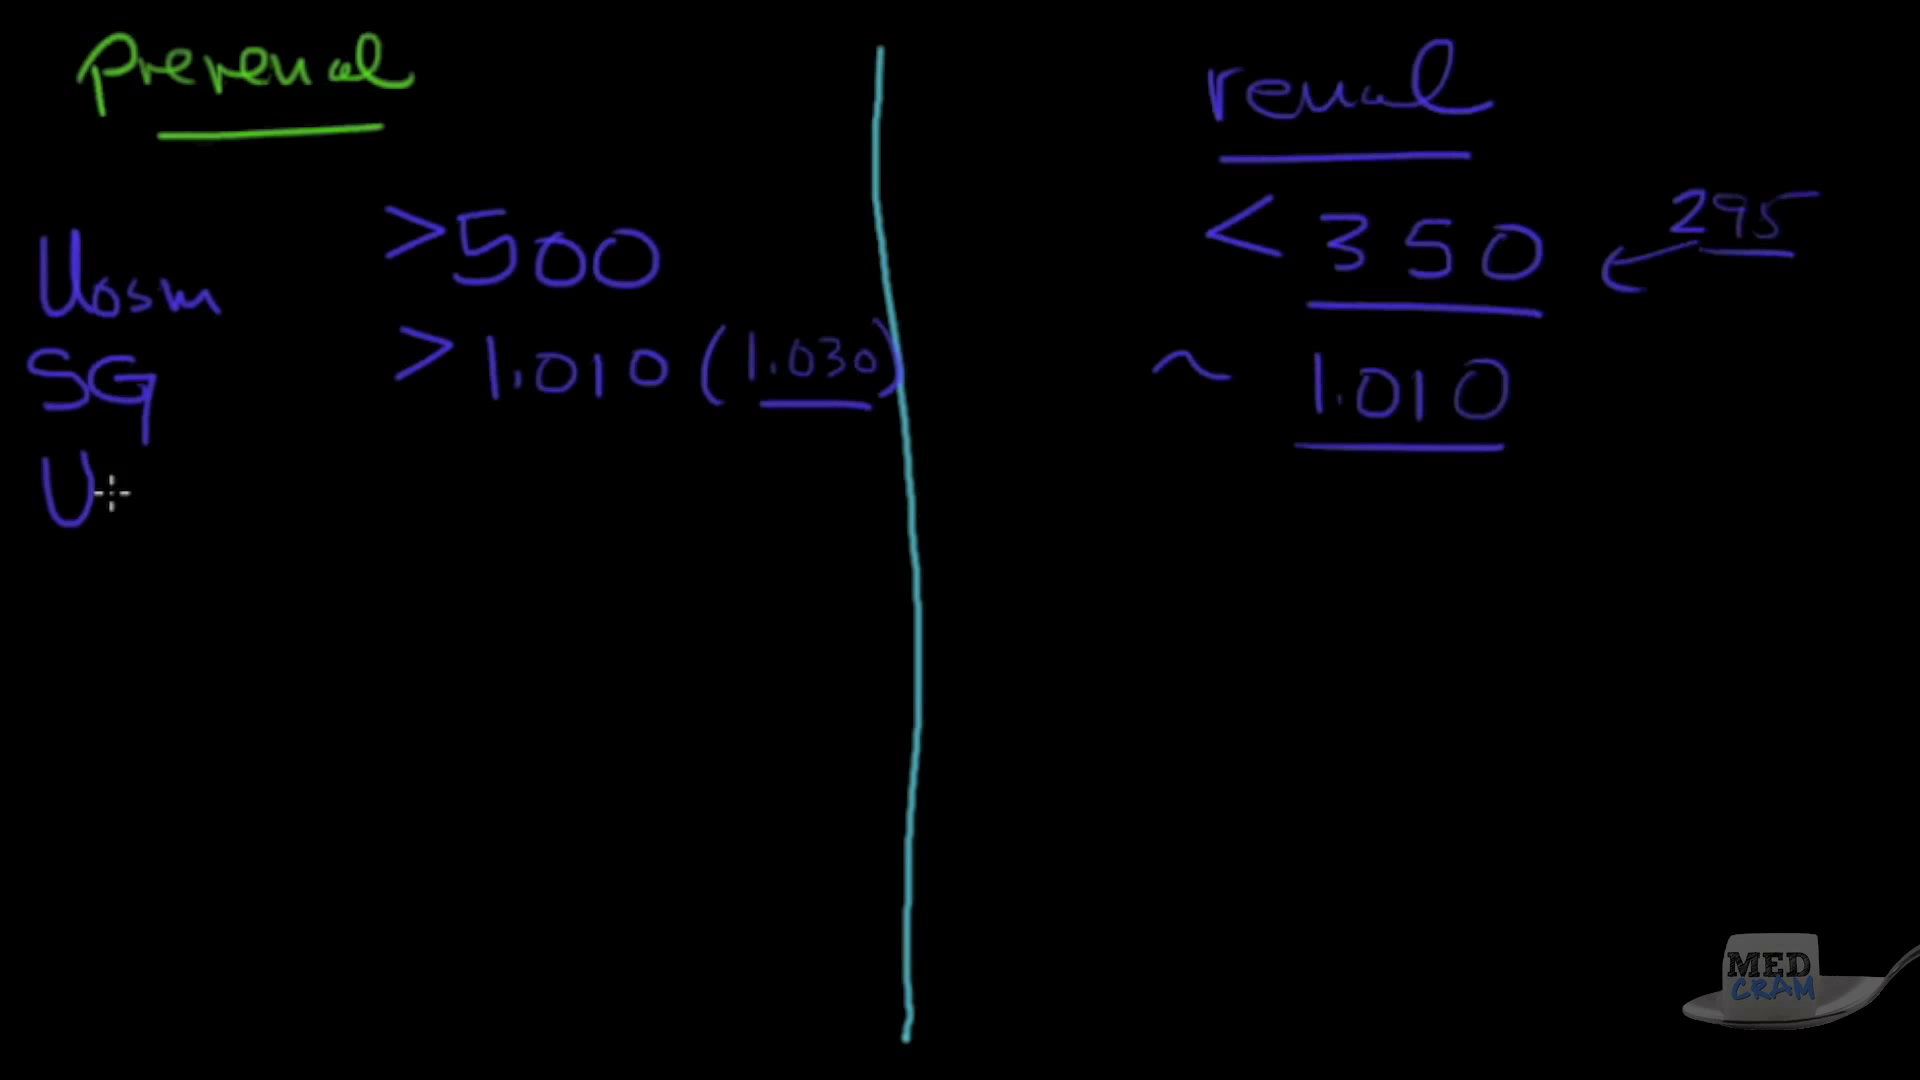 prerenal
renal
Uosm >500 <350 295
SG >1.010 (1.030) ~ 1.010
U
MED
CRAM